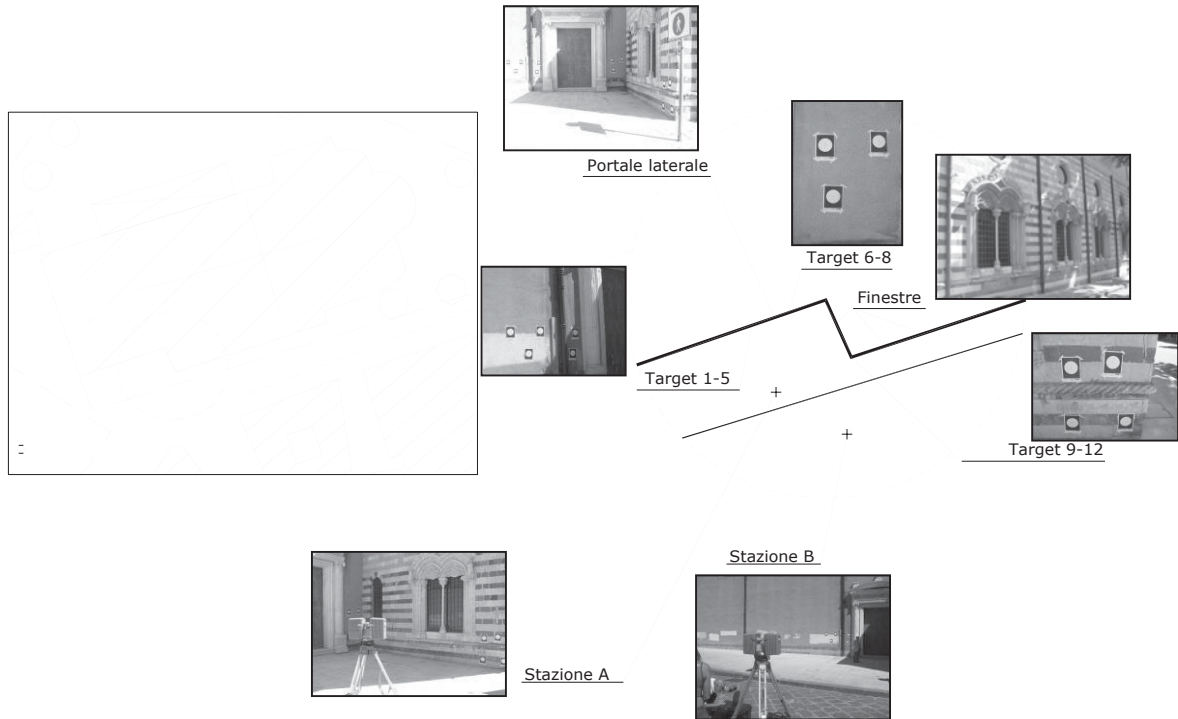 Portale laterale
Target 6-8
Finestre
Target 1-5
Target 9-12
Stazione B
Stazione A